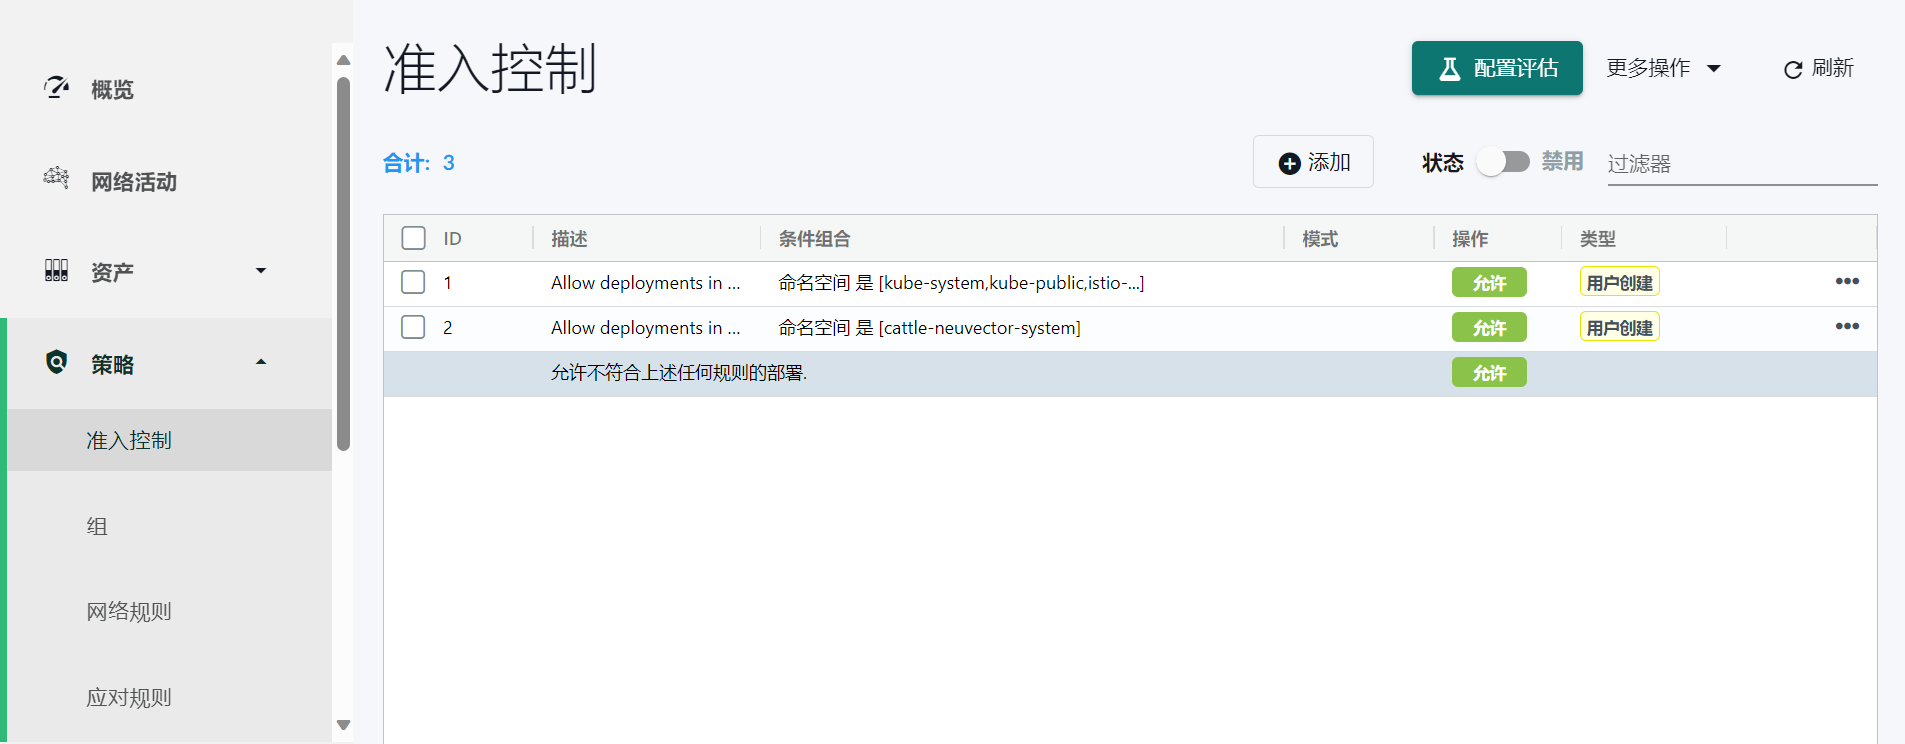 概览
网络活动
资产
策略
准入控制
组
网络规则
应对规则
准入控制
配置评估
更多操作
刷新
合计: 3
添加
状态 禁用
过滤器
ID 描述 条件组合 模式 操作 类型
1 Allow deployments in ... 命名空间 是 [kube-system,kube-public,istio-...] 允许 用户创建 •••
2 Allow deployments in ... 命名空间 是 [cattle-neuvector-system] 允许 用户创建 •••
允许不符合上述任何规则的部署. 允许